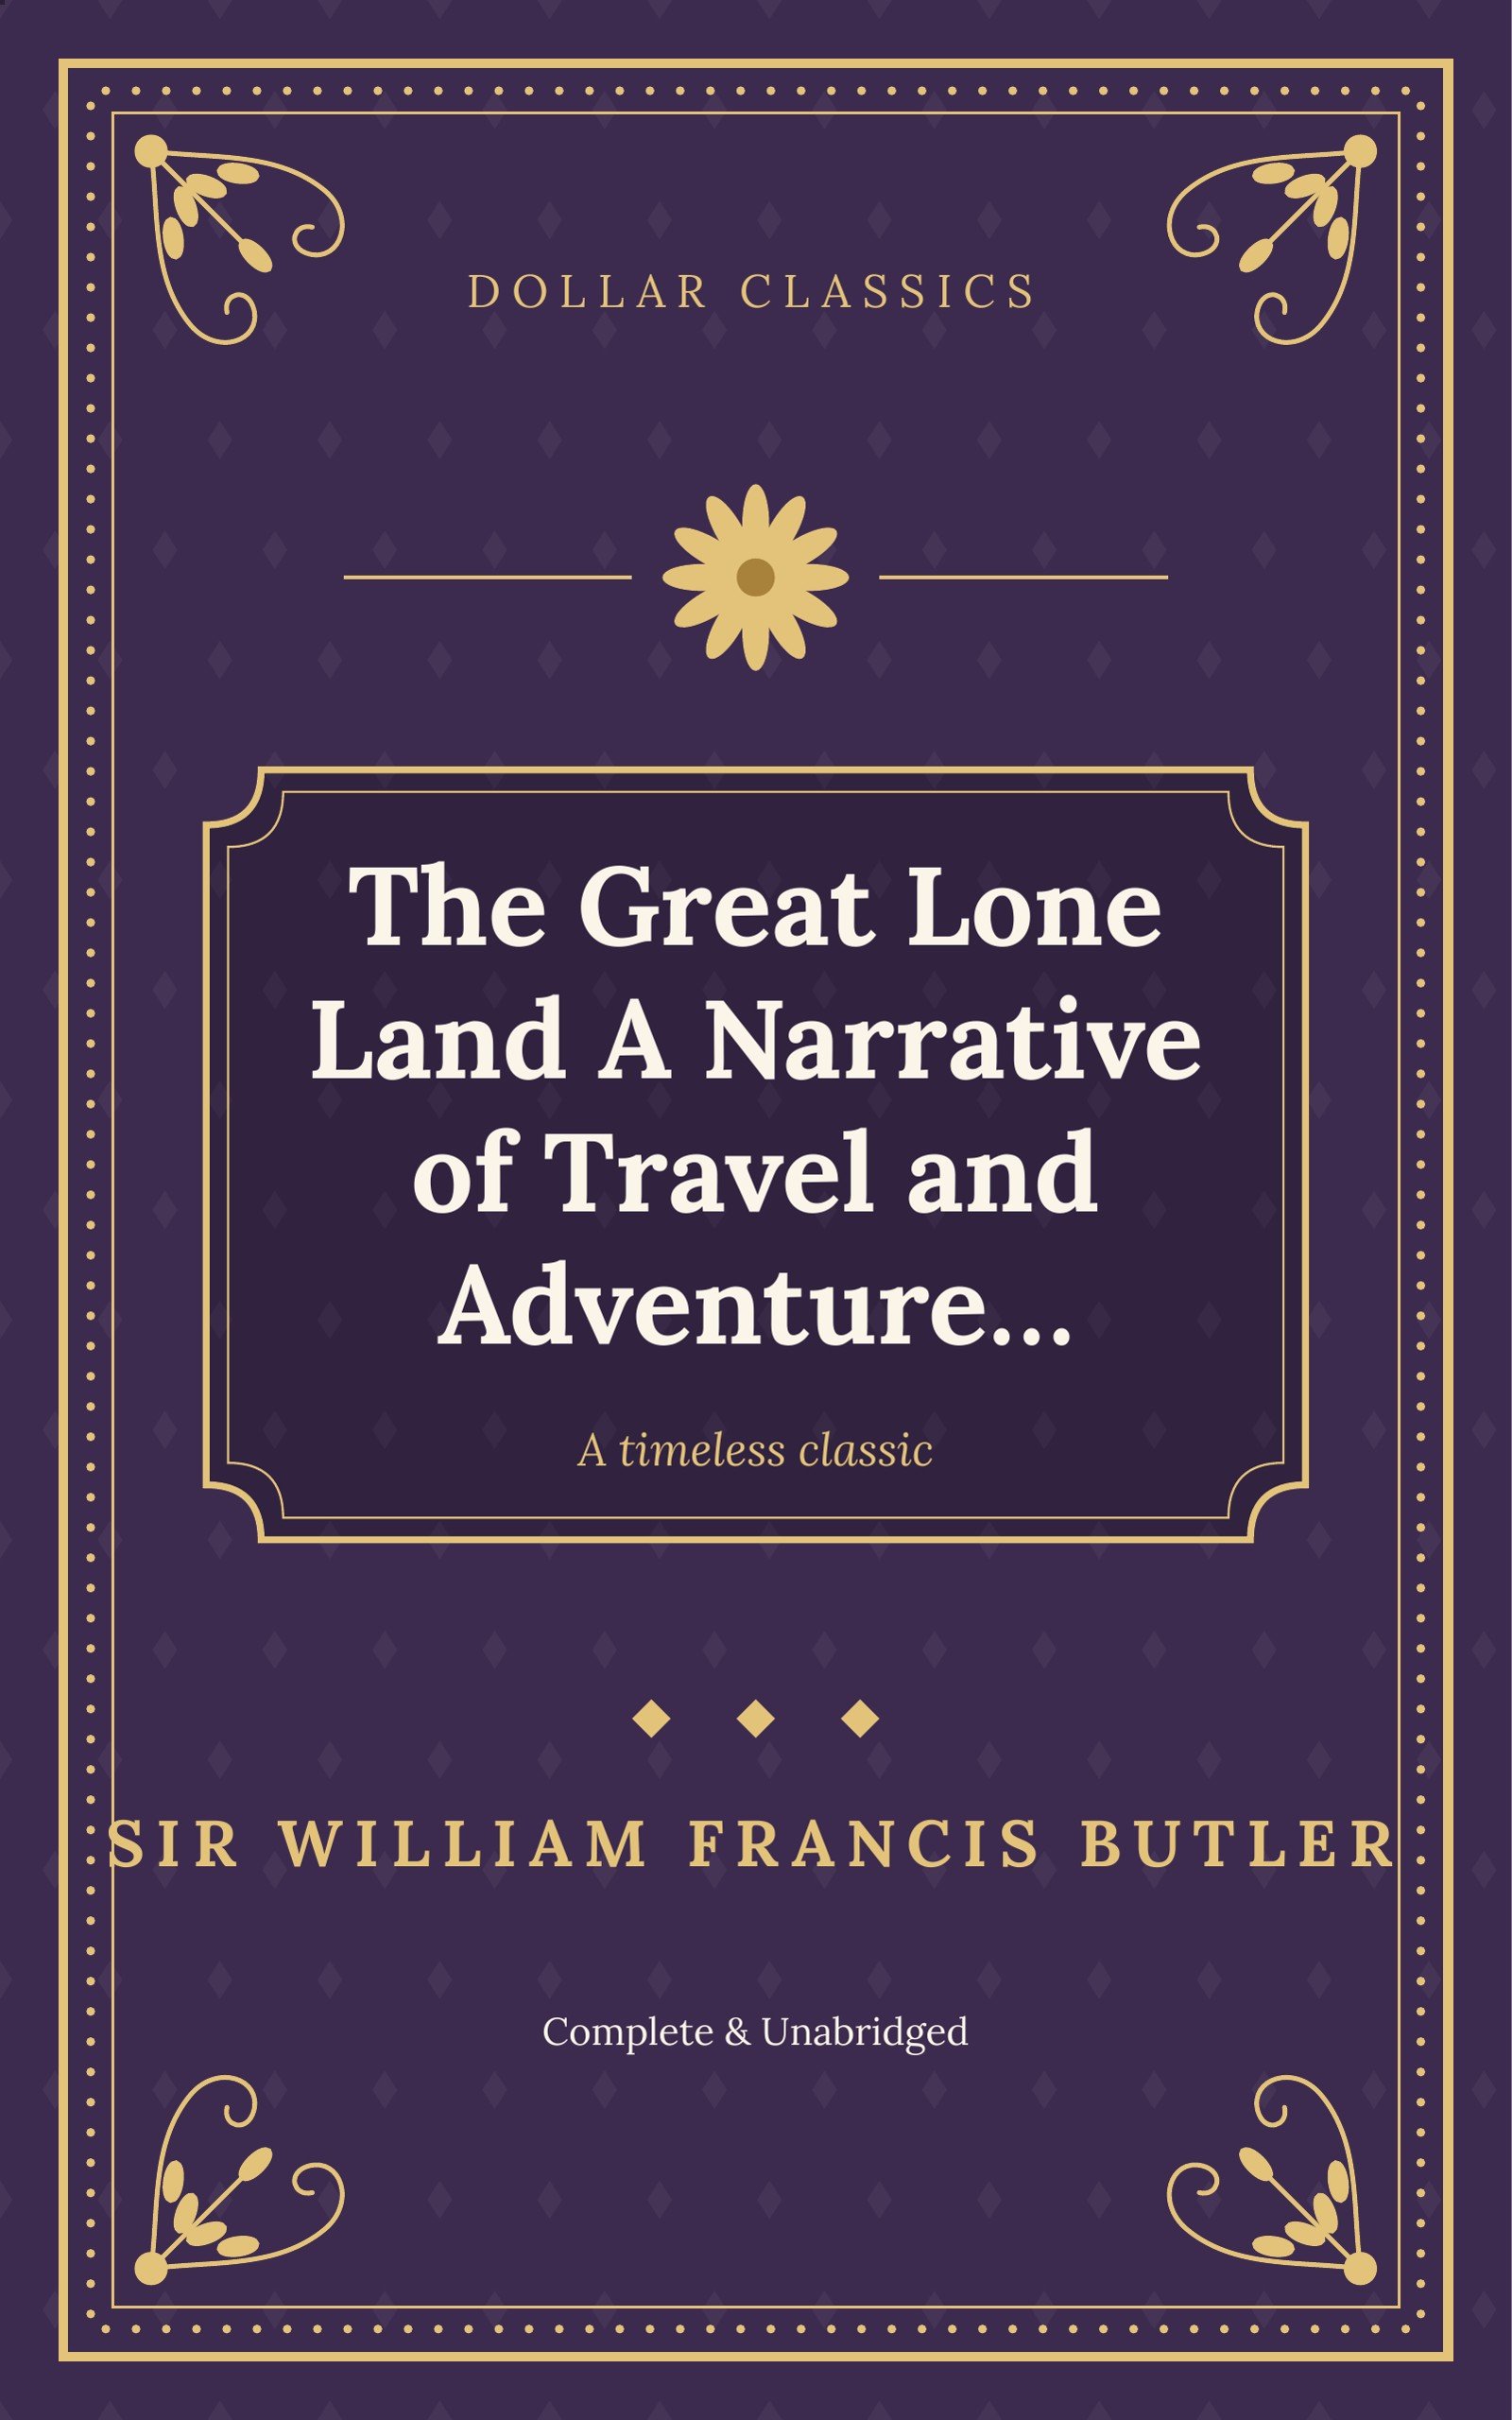 DOLLAR CLASSICS
The Great Lone
Land A Narrative
of Travel and
Adventure...
A timeless classic
SIR WILLIAM FRANCIS BUTLER
Complete & Unabridged